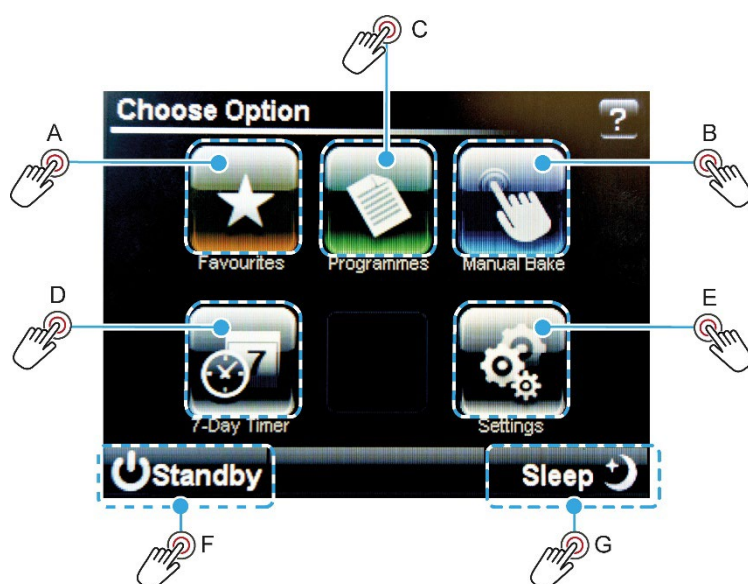 C
Choose Option
?
A
B
Favourites
Programmes
Manual Bake
D
E
7
7-Day Timer
Settings
Standby
Sleep
F
G